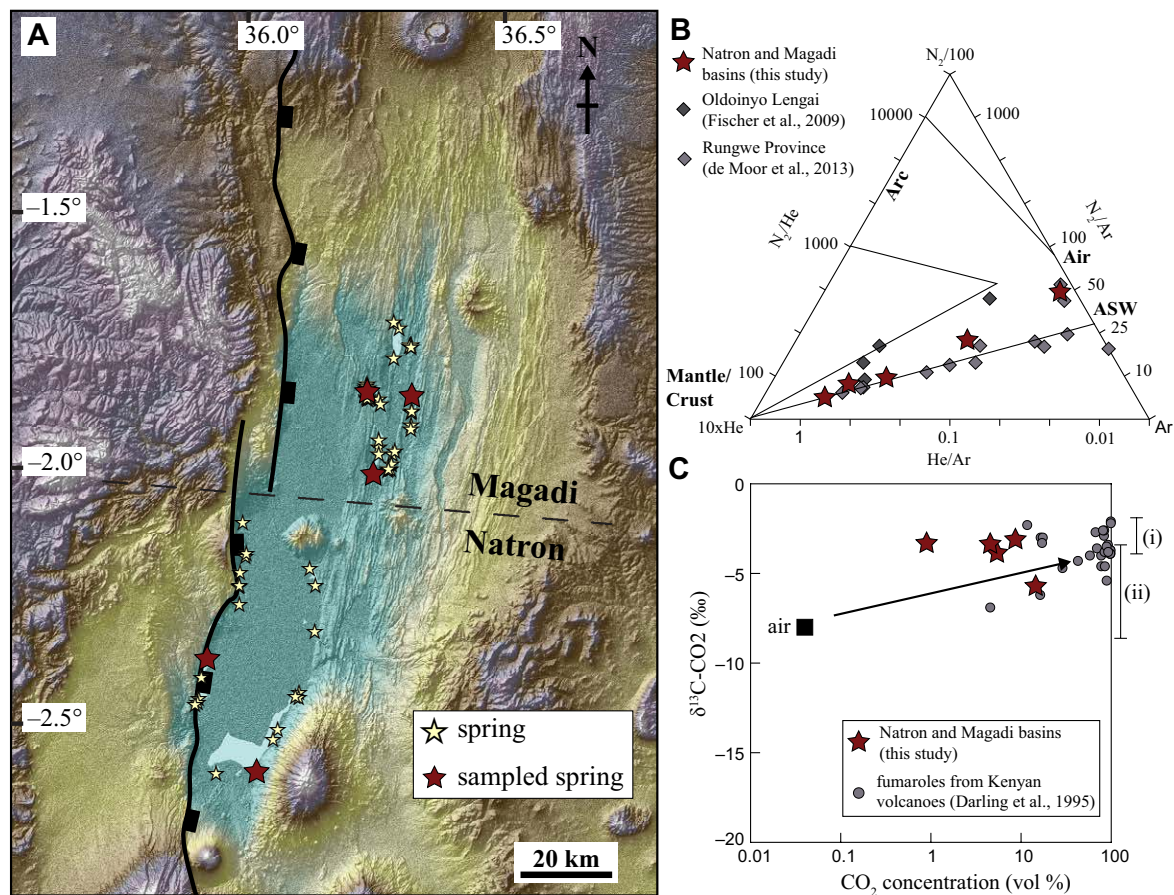 A
36.0°
36.5°
N
–1.5°
–2.0°
–2.5°
Magadi
Natron
spring
sampled spring
20 km
B
Natron and Magadi
basins (this study)
Oldoinyo Lengai
(Fischer et al., 2009)
Rungwe Province
(de Moor et al., 2013)
N₂/100
10000
1000
Arc
N₂/He
1000
N₂/Ar
100
Air
50
ASW
25
100
10
Mantle/
Crust
10xHe
Ar
1
0.1
0.01
He/Ar
C
0
–5
–10
–15
–20
δ¹³C-CO2 (‰)
air
(i)
(ii)
Natron and Magadi basins
(this study)
fumaroles from Kenyan
volcanoes (Darling et al., 1995)
0.01
0.1
1
10
100
CO₂ concentration (vol %)